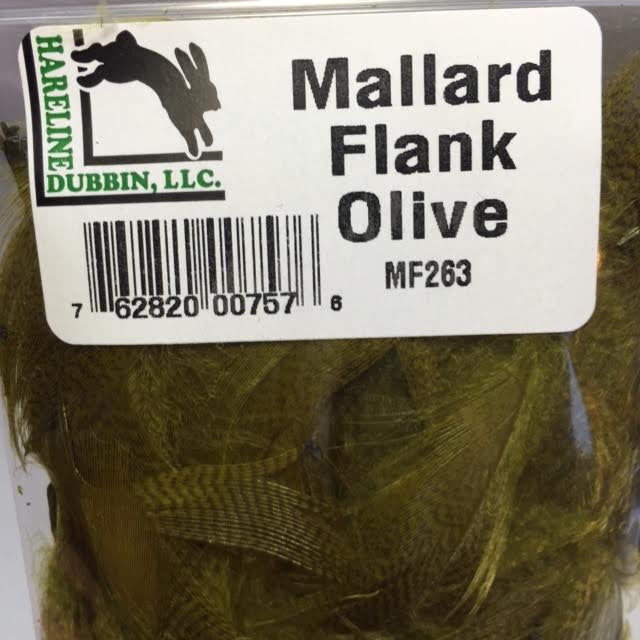 HARELINE
DUBBIN, LLC.
Mallard
Flank
Olive
MF263
7 62820 00757 6